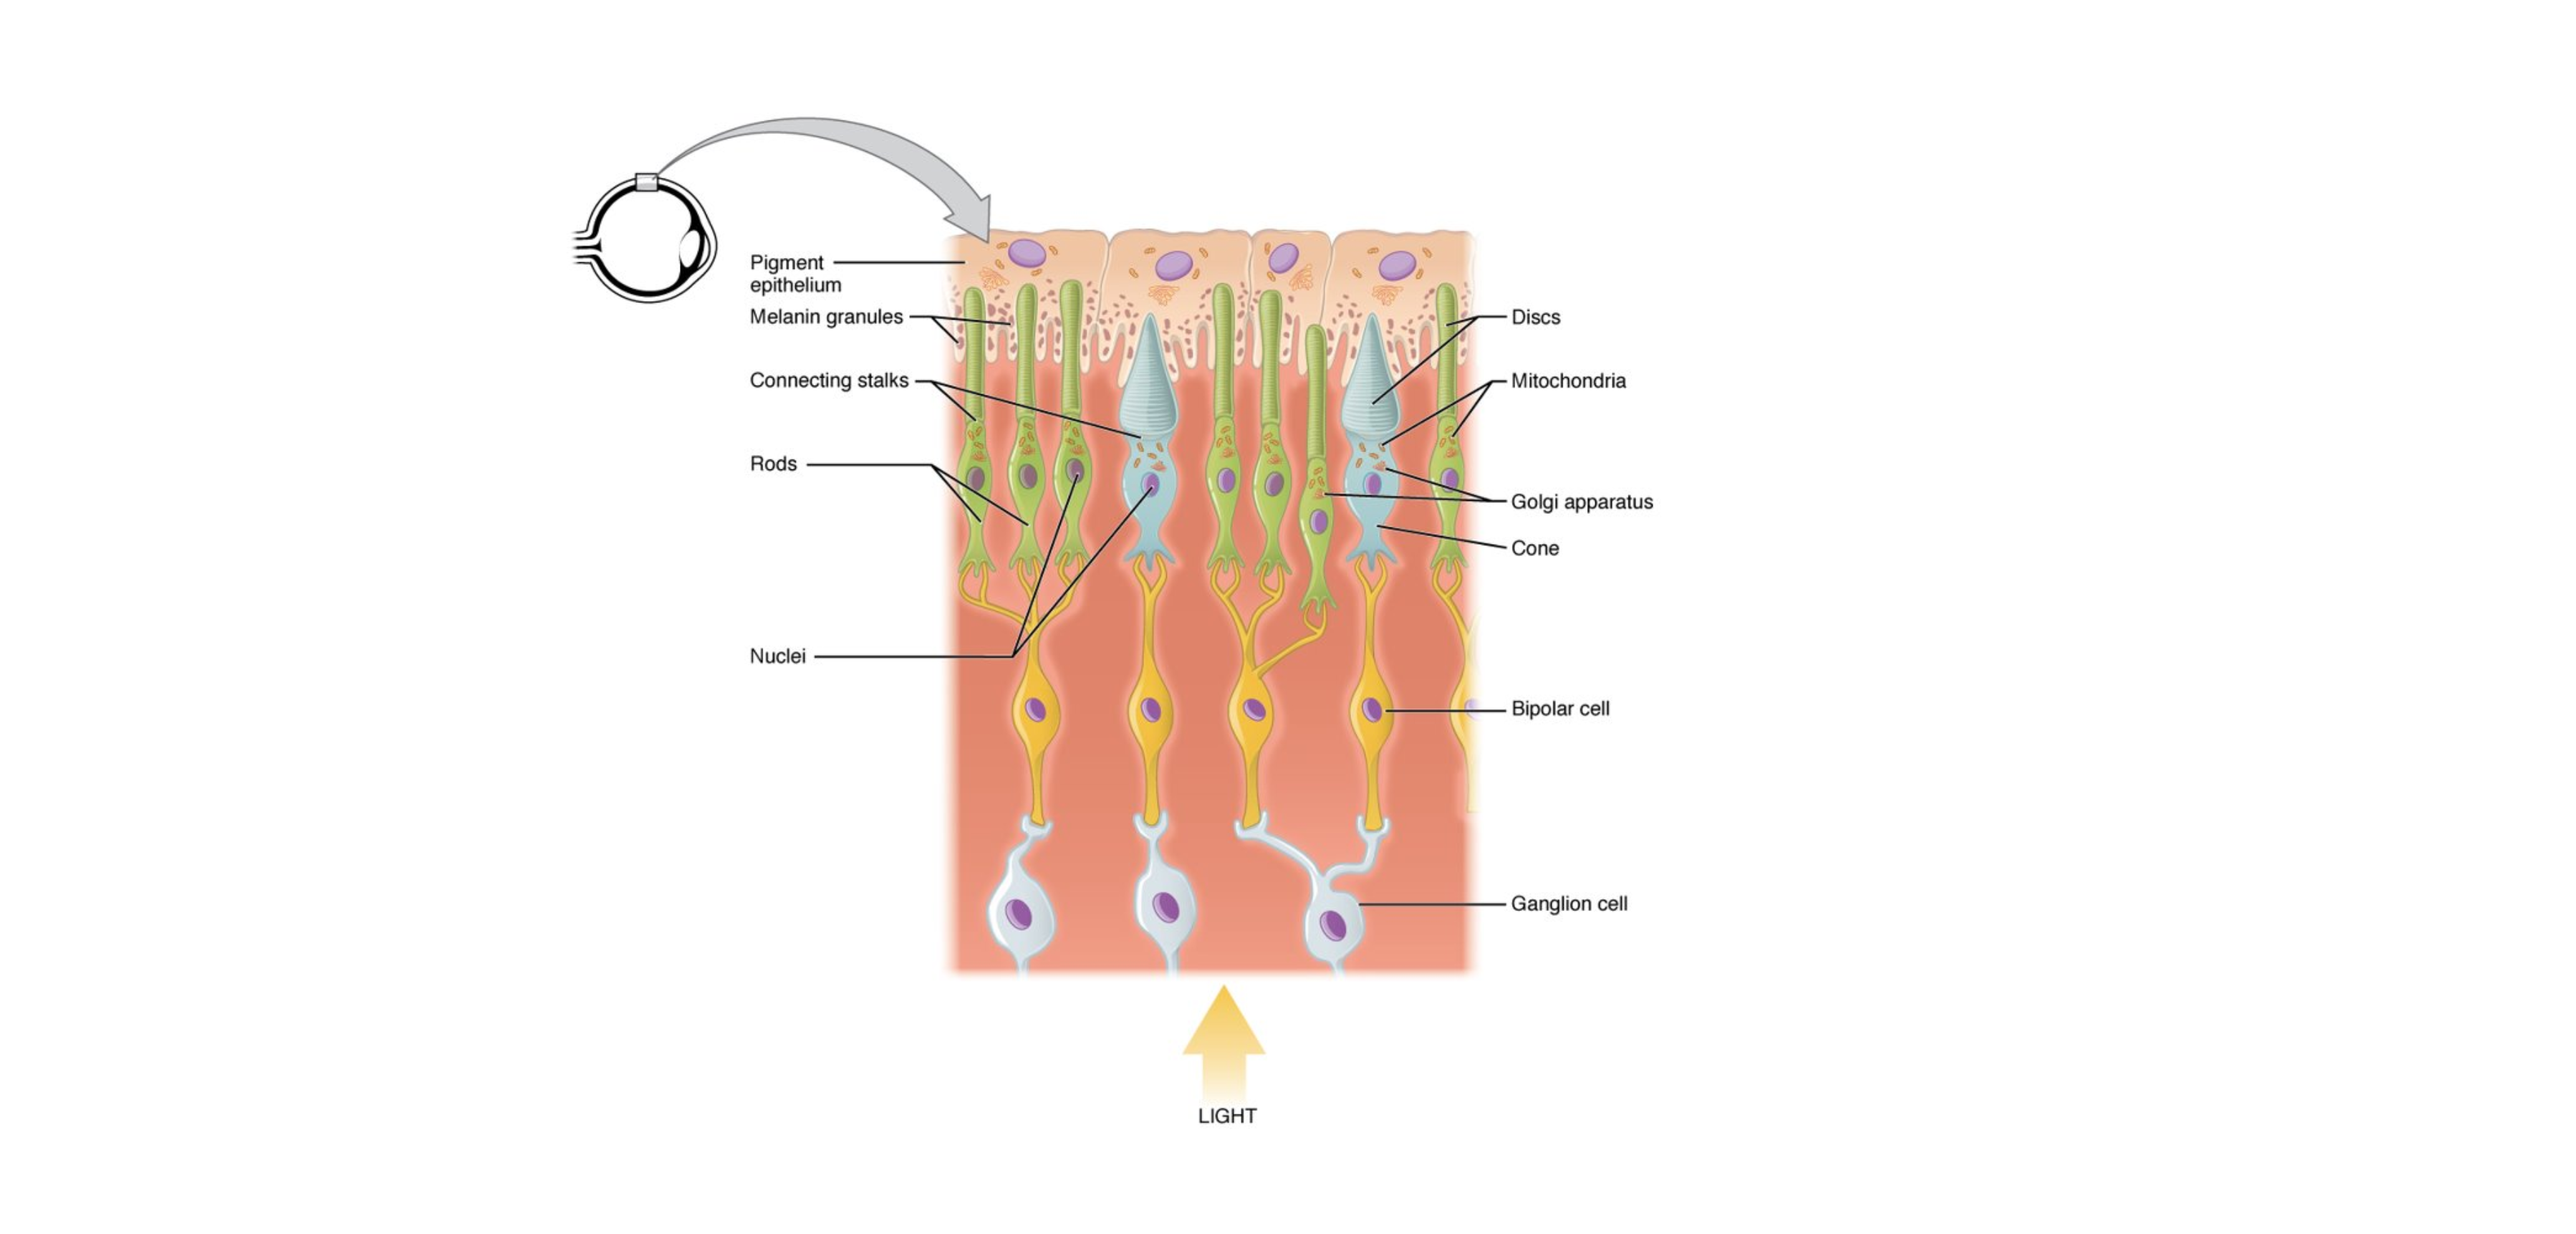 Pigment
epithelium
Melanin granules
Connecting stalks
Rods
Nuclei
Discs
Mitochondria
Golgi apparatus
Cone
Bipolar cell
Ganglion cell
LIGHT